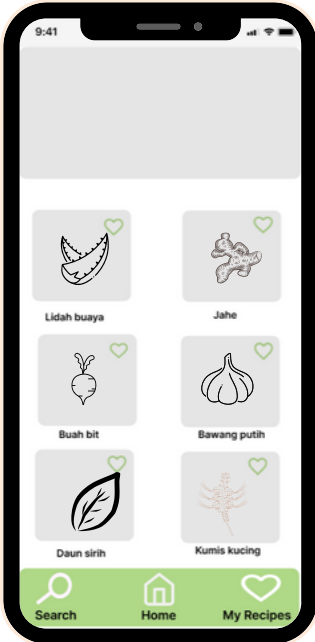 9:41
Lidah buaya
Jahe
Buah bit
Bawang putih
Daun sirih
Kumis kucing
Search
Home
My Recipes